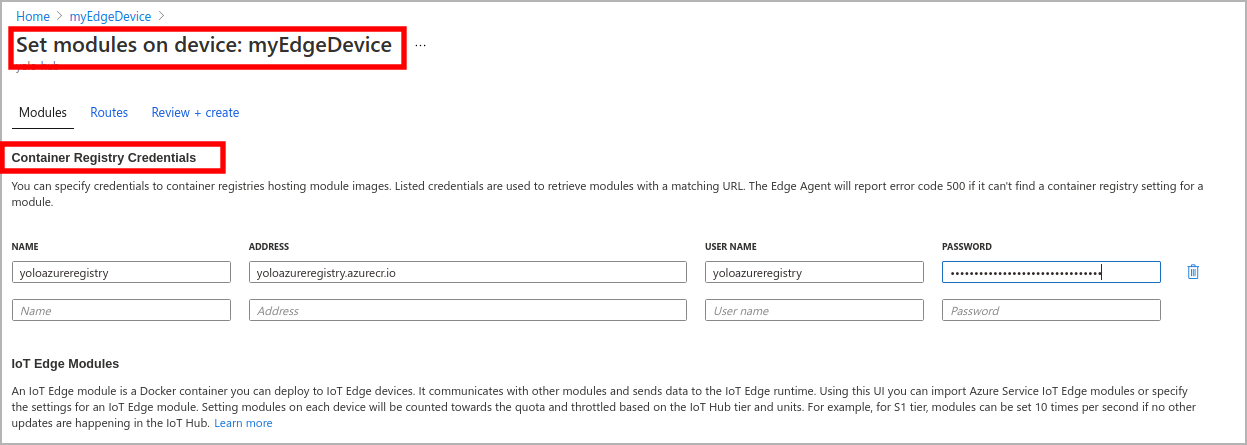 Home > myEdgeDevice >
Set modules on device: myEdgeDevice ...
Modules Routes Review + create
Container Registry Credentials
You can specify credentials to container registries hosting module images. Listed credentials are used to retrieve modules with a matching URL. The Edge Agent will report error code 500 if it can't find a container registry setting for a
module.
NAME ADDRESS USER NAME PASSWORD
yoloazureregistry yoloazureregistry.azurecr.io yoloazureregistry ••••••••••••••••••••••••••••••••
Name Address User name Password
IoT Edge Modules
An IoT Edge module is a Docker container you can deploy to IoT Edge devices. It communicates with other modules and sends data to the IoT Edge runtime. Using this UI you can import Azure Service IoT Edge modules or specify
the settings for an IoT Edge module. Setting modules on each device will be counted towards the quota and throttled based on the IoT Hub tier and units. For example, for S1 tier, modules can be set 10 times per second if no other
updates are happening in the IoT Hub. Learn more